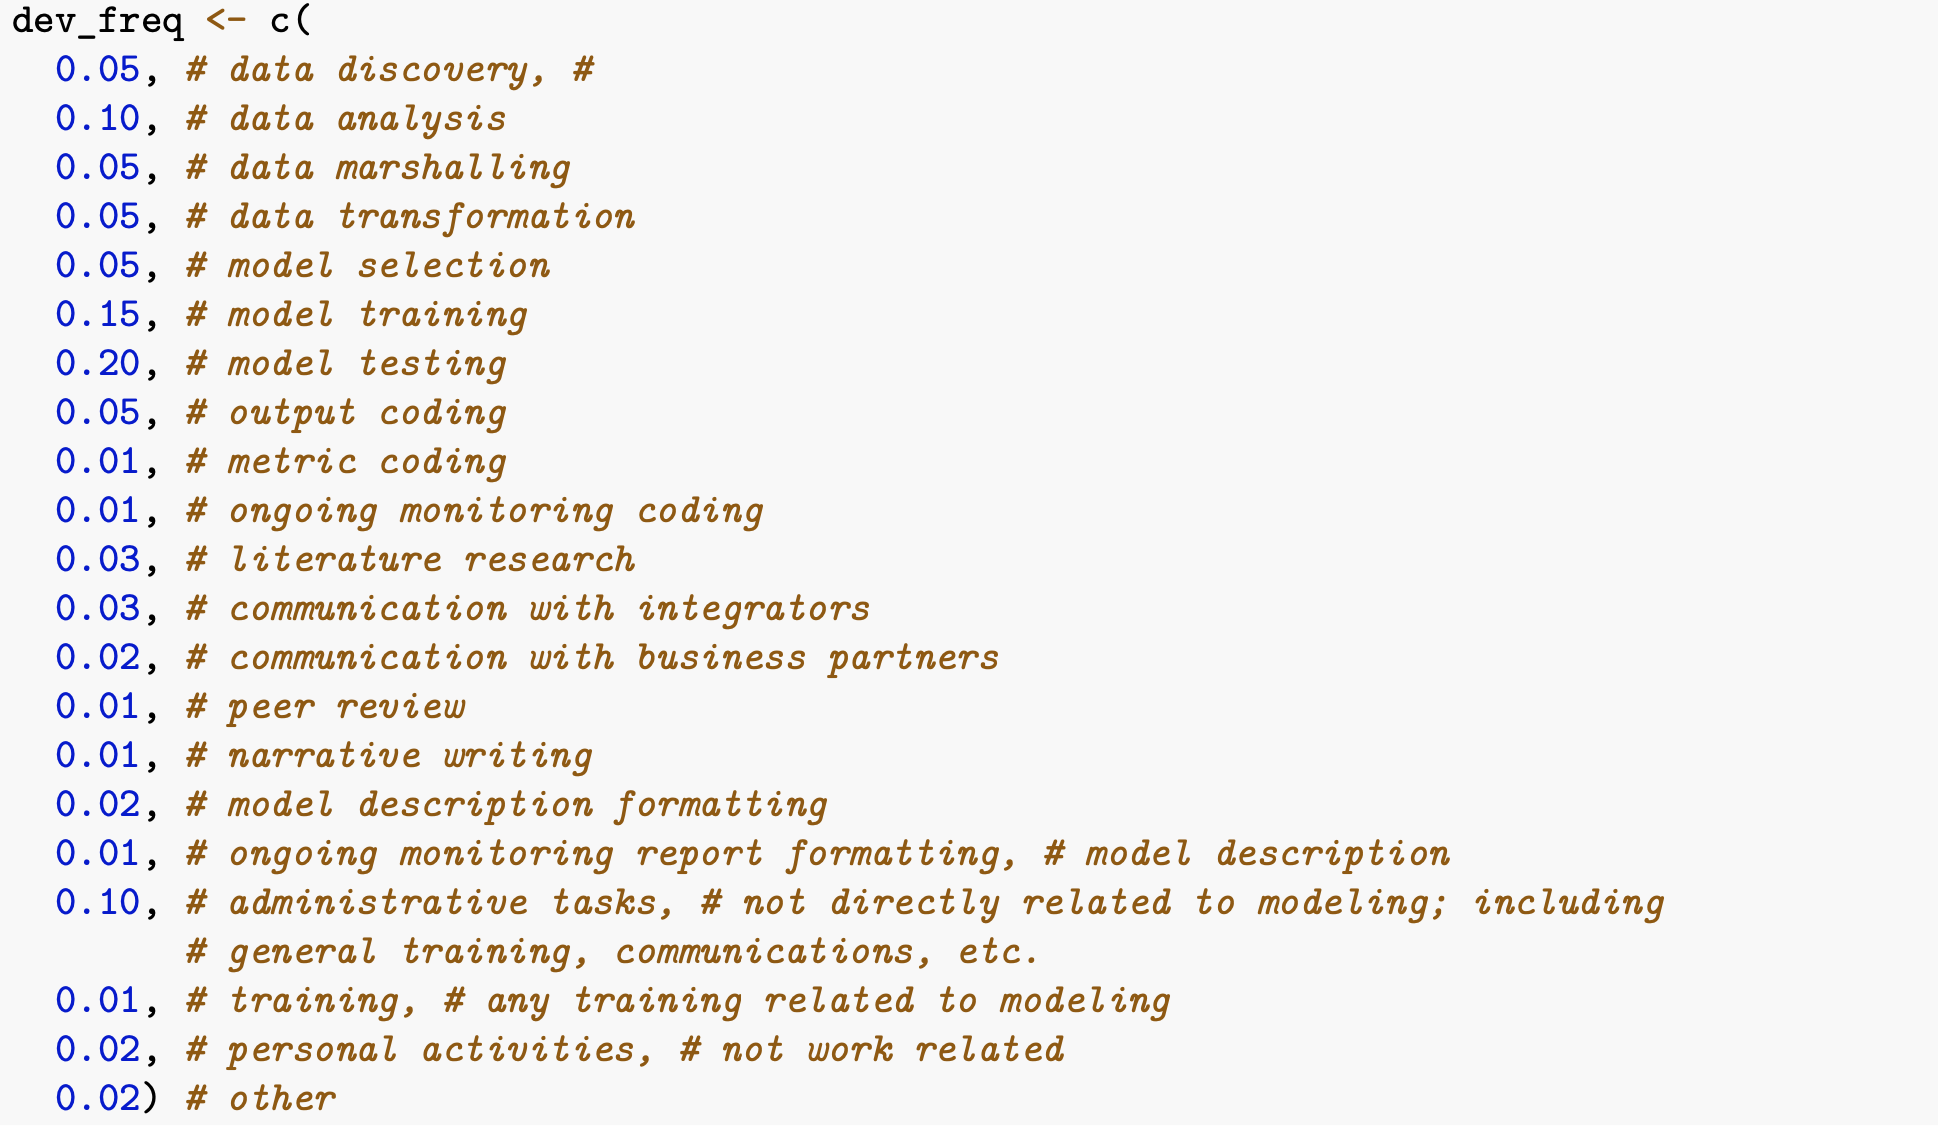 dev_freq <- c(
0.05, # data discovery, #
0.10, # data analysis
0.05, # data marshalling
0.05, # data transformation
0.05, # model selection
0.15, # model training
0.20, # model testing
0.05, # output coding
0.01, # metric coding
0.01, # ongoing monitoring coding
0.03, # literature research
0.03, # communication with integrators
0.02, # communication with business partners
0.01, # peer review
0.01, # narrative writing
0.02, # model description formatting
0.01, # ongoing monitoring report formatting, # model description
0.10, # administrative tasks, # not directly related to modeling; including
# general training, communications, etc.
0.01, # training, # any training related to modeling
0.02, # personal activities, # not work related
0.02) # other